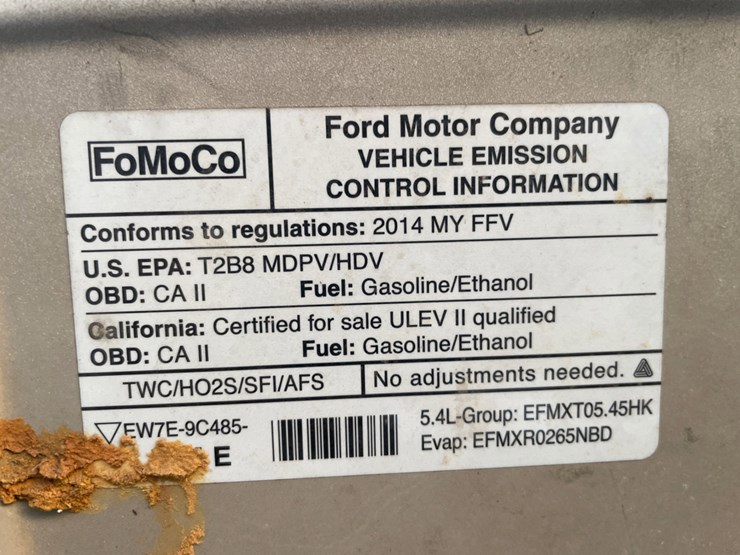 FoMoCo
Ford Motor Company
VEHICLE EMISSION
CONTROL INFORMATION
Conforms to regulations: 2014 MY FFV
U.S. EPA: T2B8 MDPV/HDV
OBD: CA II Fuel: Gasoline/Ethanol
California: Certified for sale ULEV II qualified
OBD: CA II Fuel: Gasoline/Ethanol
TWC/HO2S/SFI/AFS
No adjustments needed.
EW7E-9C485-
E
5.4L-Group: EFMXT05.45HK
Evap: EFMXR0265NBD